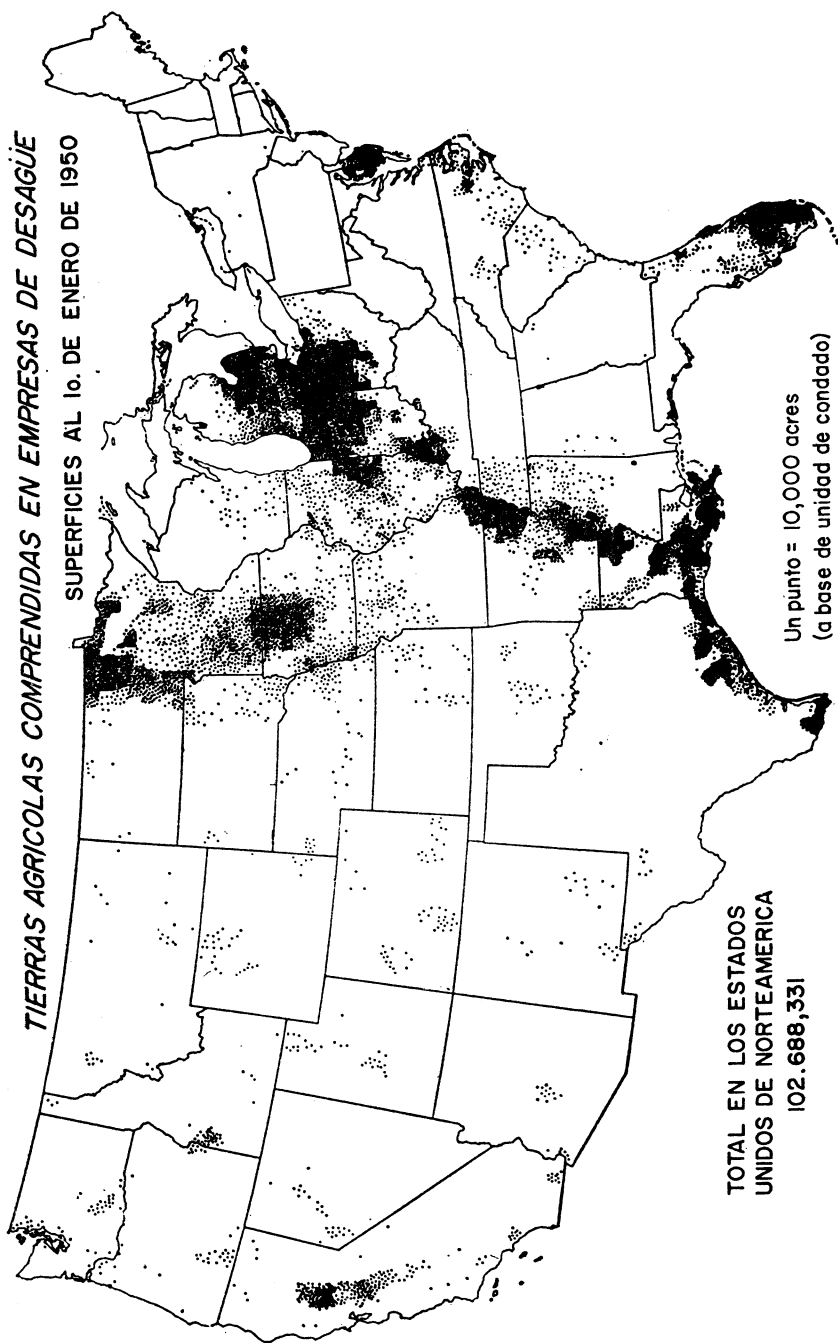 TIERRAS AGRICOLAS COMPRENDIDAS EN EMPRESAS DE DESAGÜE
SUPERFICIES AL 1o. DE ENERO DE 1950
Un punto = 10,000 acres
(a base de unidad de condado)
TOTAL EN LOS ESTADOS
UNIDOS DE NORTEAMERICA
102.688,331